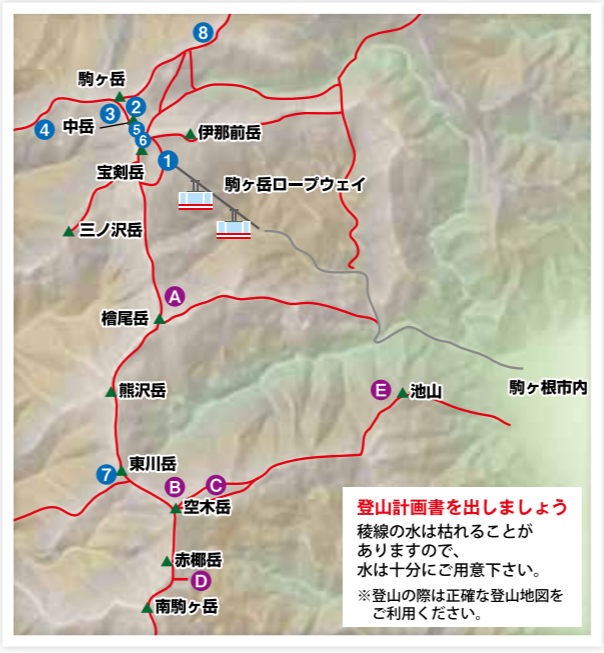 8
駒ヶ岳
2
3
4
中岳
5
6
伊那前岳
1
宝剣岳
駒ヶ岳ロープウェイ
三ノ沢岳
A
檜尾岳
熊沢岳
E
池山
駒ヶ根市内
東川岳
7
B
C
空木岳
赤椰岳
D
南駒ヶ岳
登山計画書を出しましょう
稜線の水は枯れることが
ありますので、
水は十分にご用意下さい。
※登山の際は正確な登山地図を
ご利用ください。